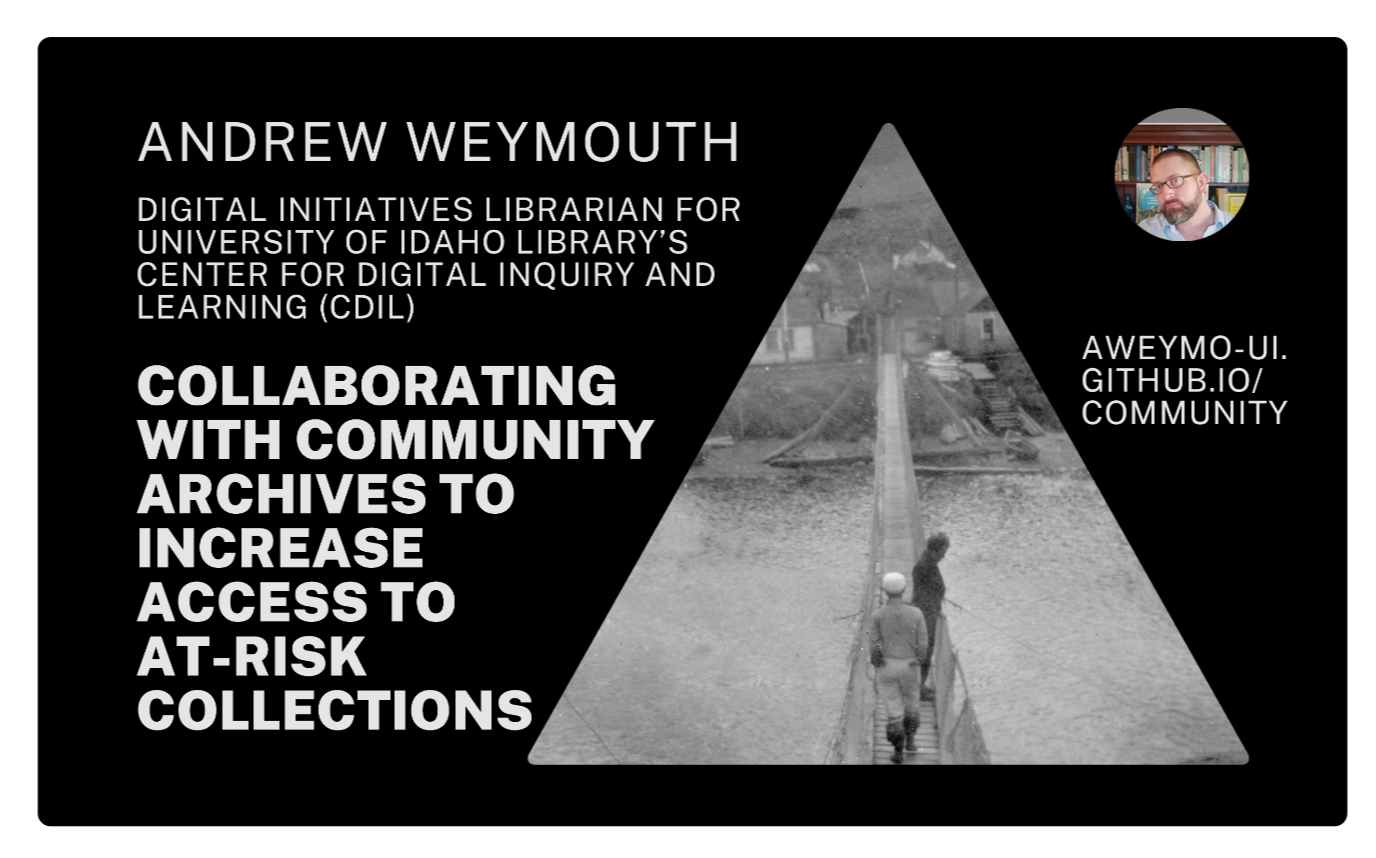 ANDREW WEYMOUTH
DIGITAL INITIATIVES LIBRARIAN FOR
UNIVERSITY OF IDAHO LIBRARY’S
CENTER FOR DIGITAL INQUIRY AND
LEARNING (CDIL)
COLLABORATING
WITH COMMUNITY
ARCHIVES TO
INCREASE
ACCESS TO
AT-RISK
COLLECTIONS
AWEYMO-UI.
GITHUB.IO/
COMMUNITY